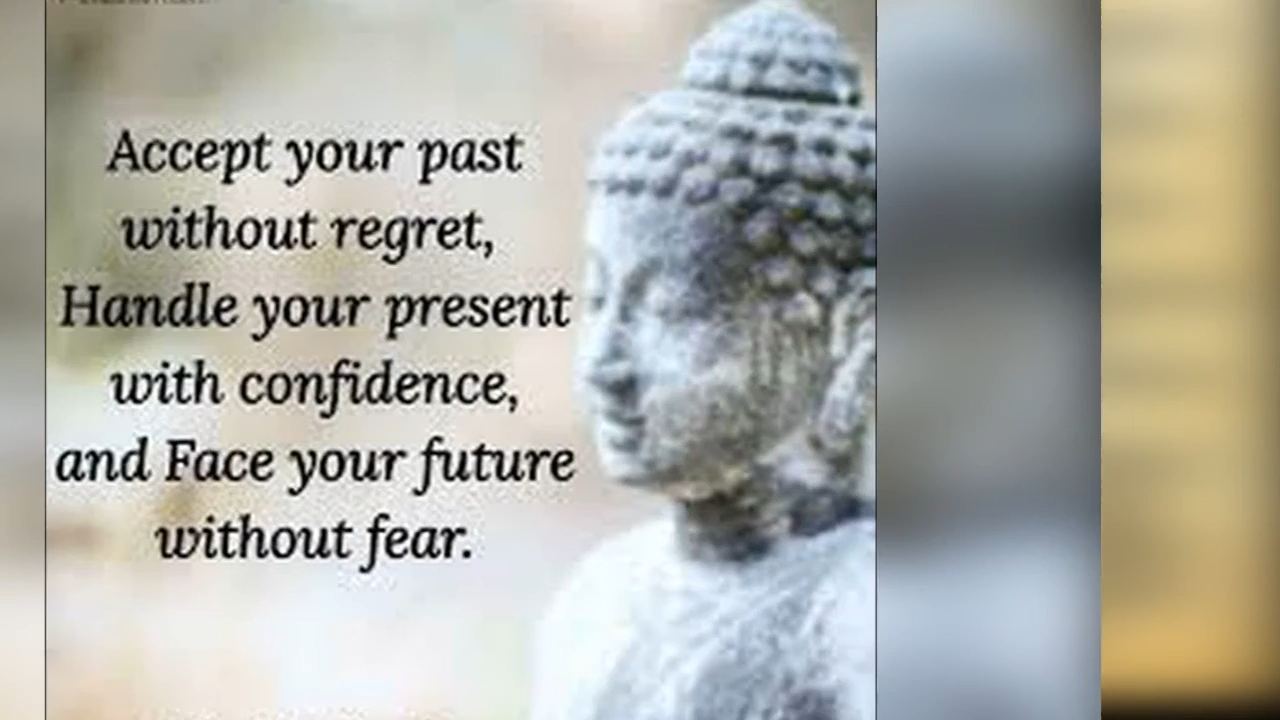 Accept your past
without regret,
Handle your present
with confidence,
and Face your future
without fear.